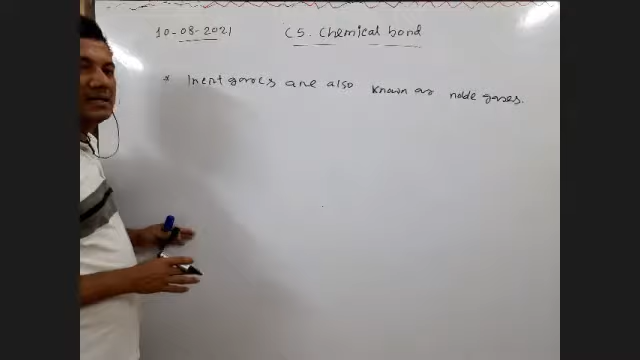 10-08-2021
C5. Chemical bond
* Inert gases are also known as noble gases.